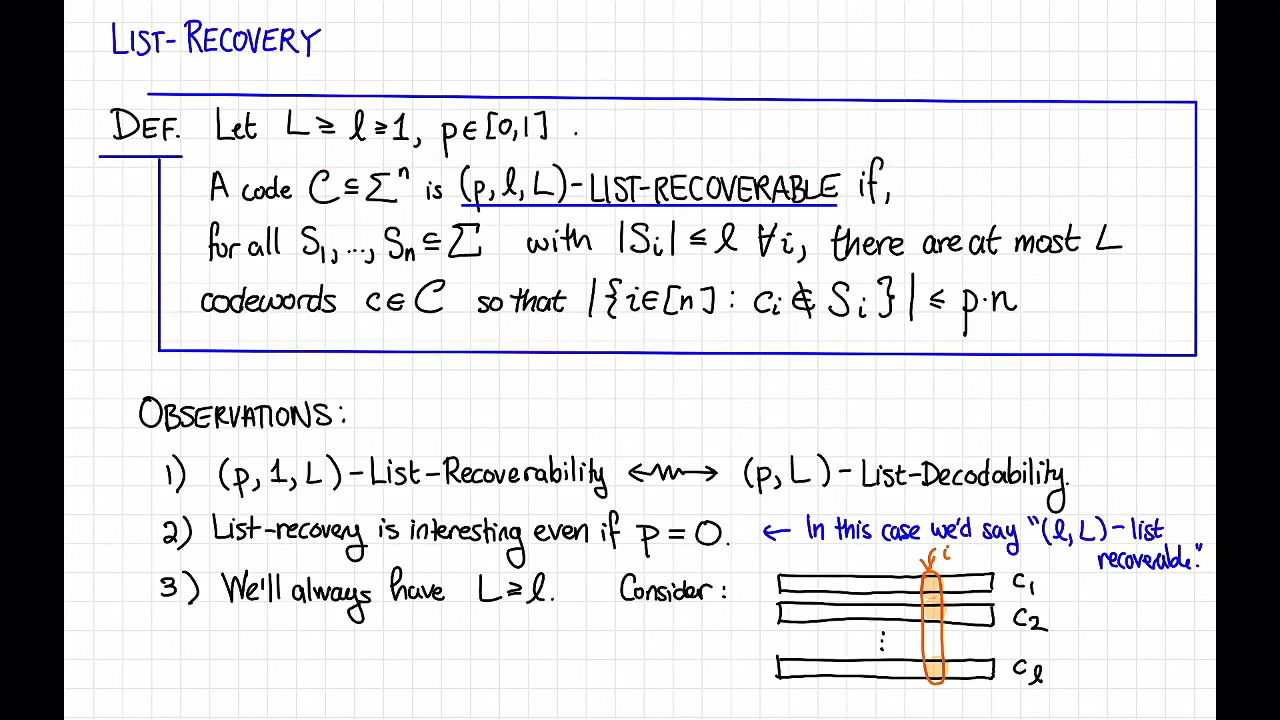 LIST-RECOVERY
DEF. Let L ≥ l ≥ 1, p ∈ [0,1] .
A code C ⊆ Σⁿ is (p, l, L)-LIST-RECOVERABLE if,
for all S₁, ..., Sₙ ⊆ Σ with |Sᵢ| ≤ l ∀i, there are at most L
codewords c ∈ C so that |{i ∈ [n] : cᵢ ∉ Sᵢ}| ≤ p·n
OBSERVATIONS:
1) (p, 1, L)-List-Recoverability ↔ (p, L)-List-Decodability.
2) List-recovery is interesting even if p = 0. ← In this case we'd say "(l, L)-list
recoverable."
3) We'll always have L ≥ l. Consider:
i
c₁
c₂
⋮
cₗ